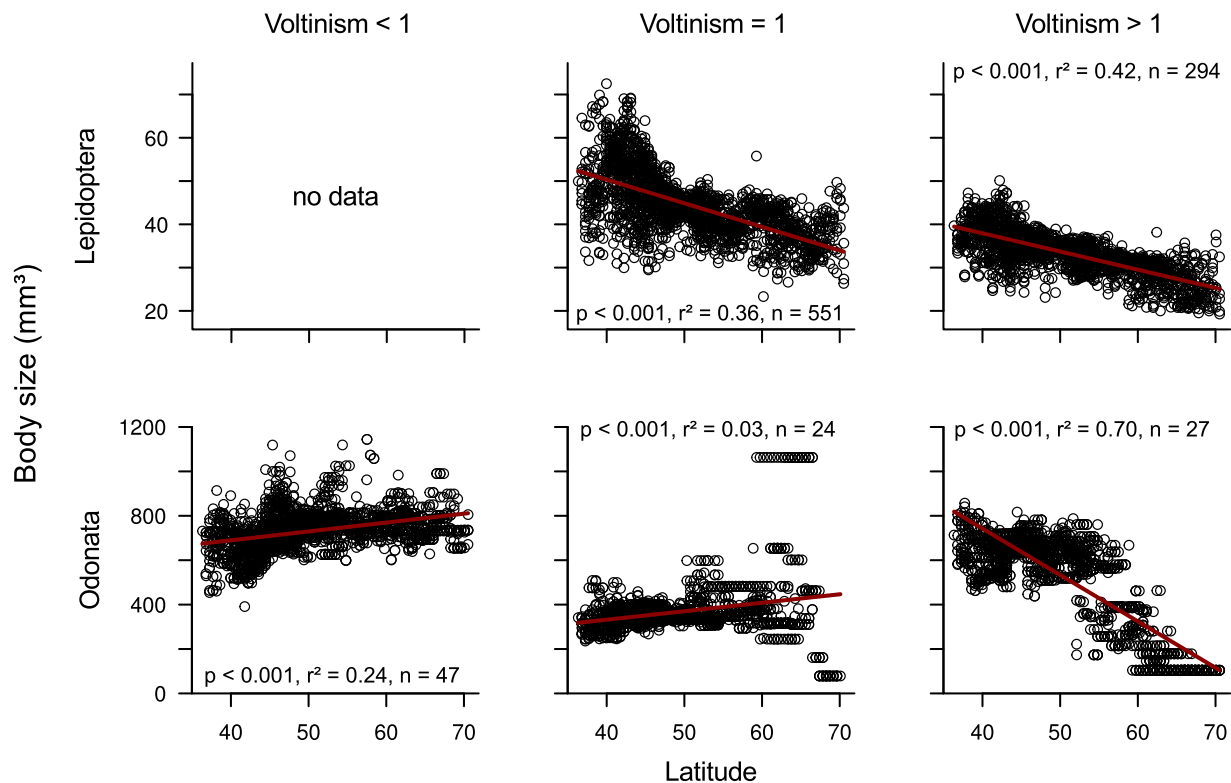 Voltinism < 1
Voltinism = 1
Voltinism > 1
Body size (mm³)
Lepidoptera
60
40
20
no data
p < 0.001, r² = 0.36, n = 551
p < 0.001, r² = 0.42, n = 294
Odonata
1200
800
400
0
p < 0.001, r² = 0.24, n = 47
p < 0.001, r² = 0.03, n = 24
p < 0.001, r² = 0.70, n = 27
40 50 60 70
40 50 60 70
40 50 60 70
Latitude